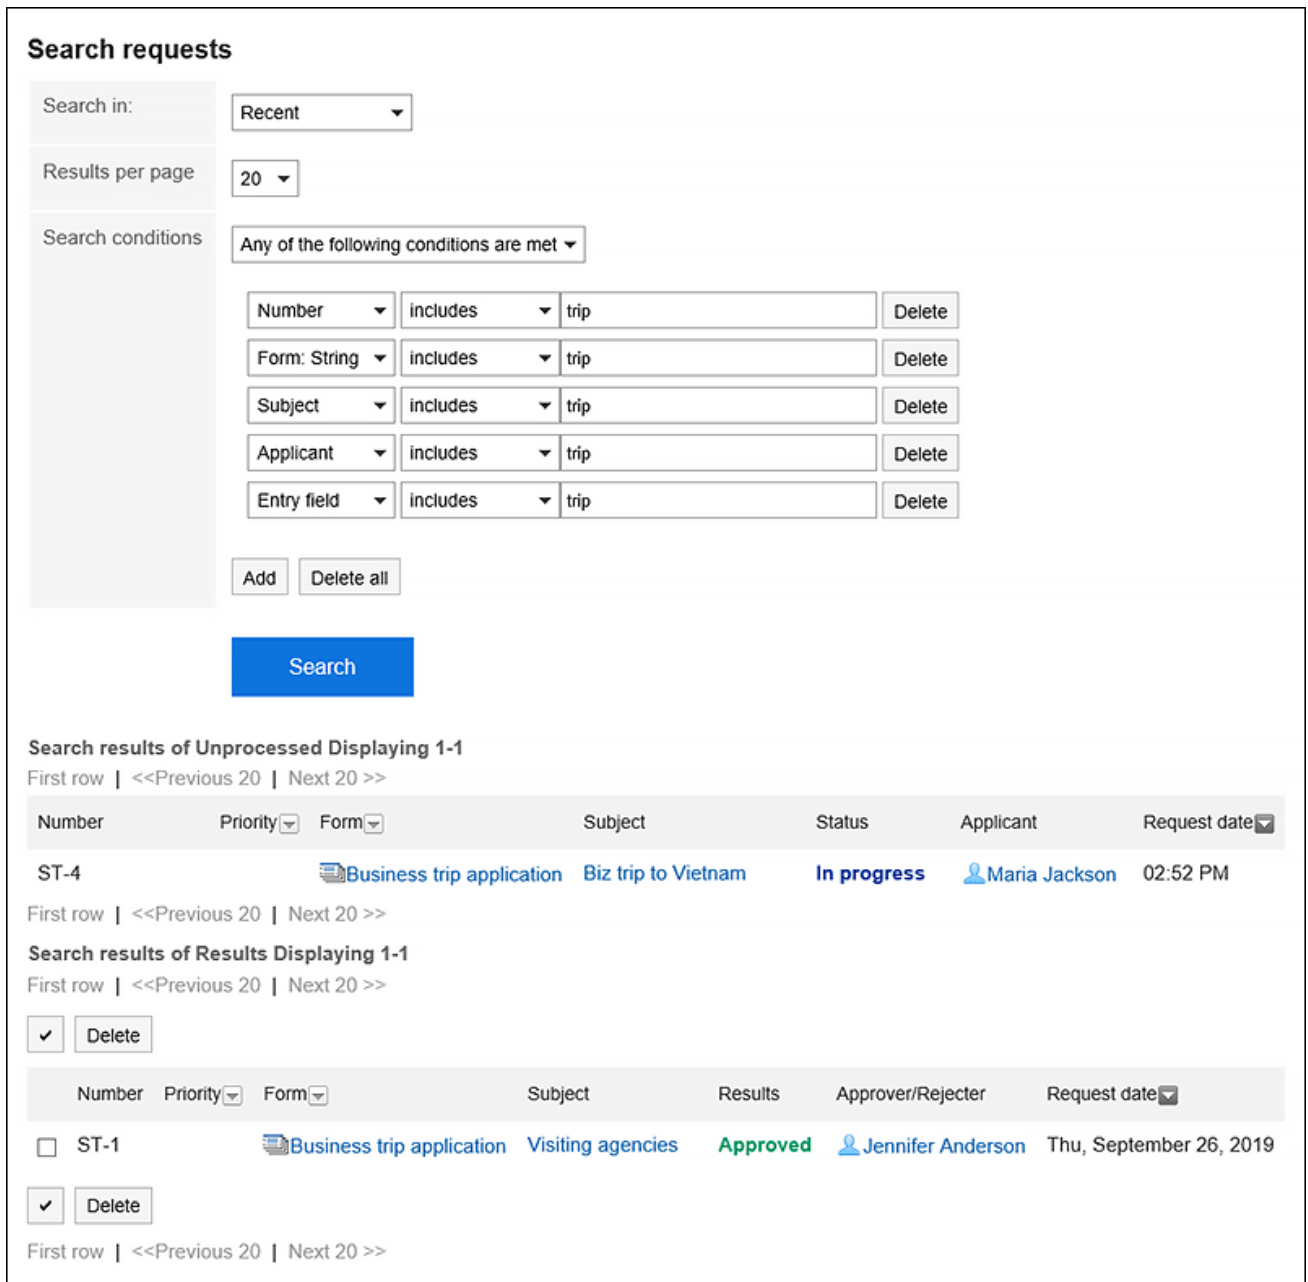 Search requests
Search in:
Recent
Results per page
20
Search conditions
Any of the following conditions are met
Number includes trip Delete
Form: String includes trip Delete
Subject includes trip Delete
Applicant includes trip Delete
Entry field includes trip Delete
Add Delete all
Search
Search results of Unprocessed Displaying 1-1
First row | <<Previous 20 | Next 20 >>
Number Priority Form Subject Status Applicant Request date
ST-4 Business trip application Biz trip to Vietnam In progress Maria Jackson 02:52 PM
First row | <<Previous 20 | Next 20 >>
Search results of Results Displaying 1-1
First row | <<Previous 20 | Next 20 >>
Delete
Number Priority Form Subject Results Approver/Rejecter Request date
ST-1 Business trip application Visiting agencies Approved Jennifer Anderson Thu, September 26, 2019
Delete
First row | <<Previous 20 | Next 20 >>